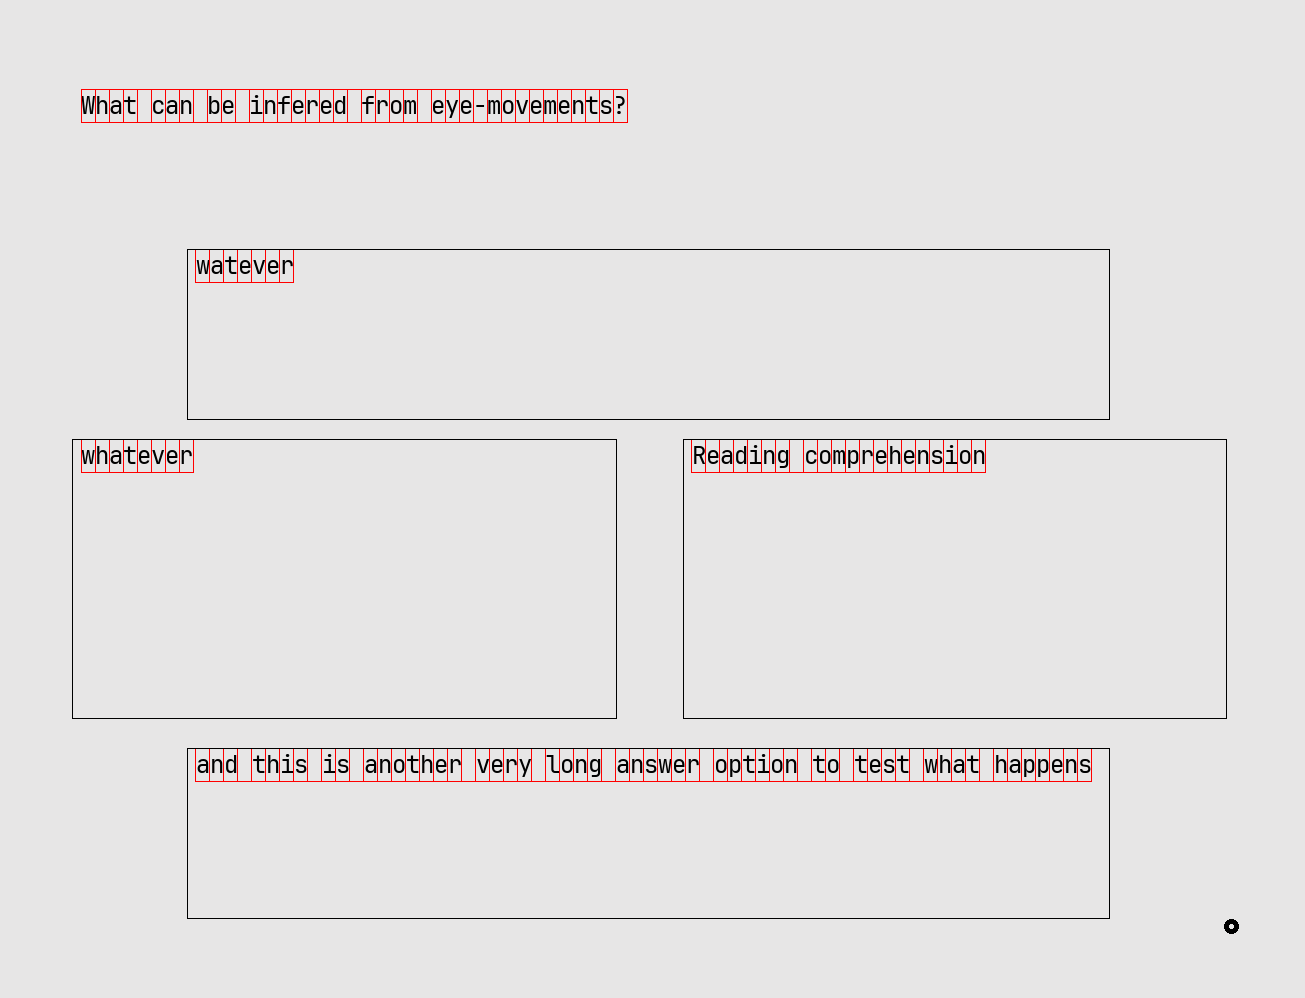 What can be infered from eye-movements?
watever
whatever
Reading comprehension
and this is another very long answer option to test what happens